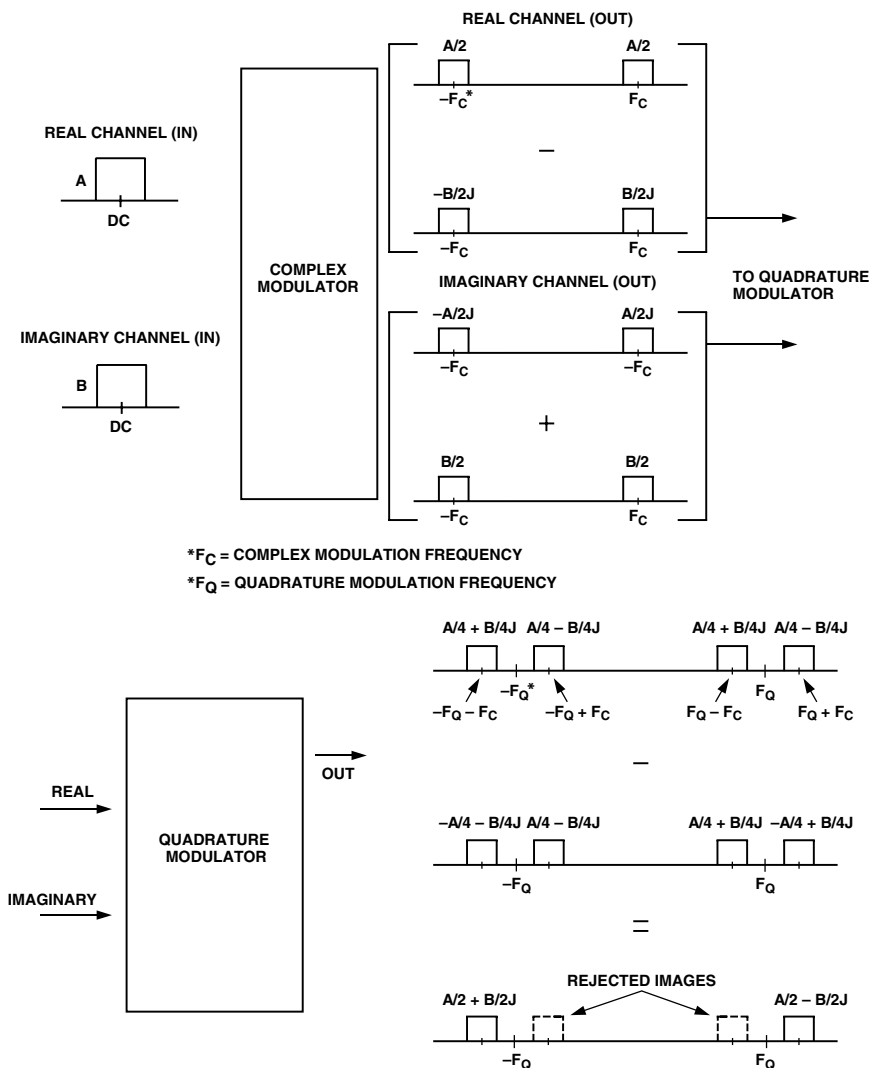 REAL CHANNEL (OUT)
A/2 A/2
–FC* FC
REAL CHANNEL (IN)
A
DC
–
–B/2J B/2J
–FC FC
COMPLEX
MODULATOR
IMAGINARY CHANNEL (OUT)
TO QUADRATURE
MODULATOR
–A/2J A/2J
–FC –FC
IMAGINARY CHANNEL (IN)
B
DC
+
B/2 B/2
–FC FC
*FC = COMPLEX MODULATION FREQUENCY
*FQ = QUADRATURE MODULATION FREQUENCY
A/4 + B/4J A/4 – B/4J A/4 + B/4J A/4 – B/4J
–FQ* FQ
–FQ – FC –FQ + FC FQ – FC FQ + FC
OUT
–
REAL
QUADRATURE
MODULATOR
IMAGINARY
–A/4 – B/4J A/4 – B/4J A/4 + B/4J –A/4 + B/4J
–FQ FQ
=
REJECTED IMAGES
A/2 + B/2J A/2 – B/2J
–FQ FQ